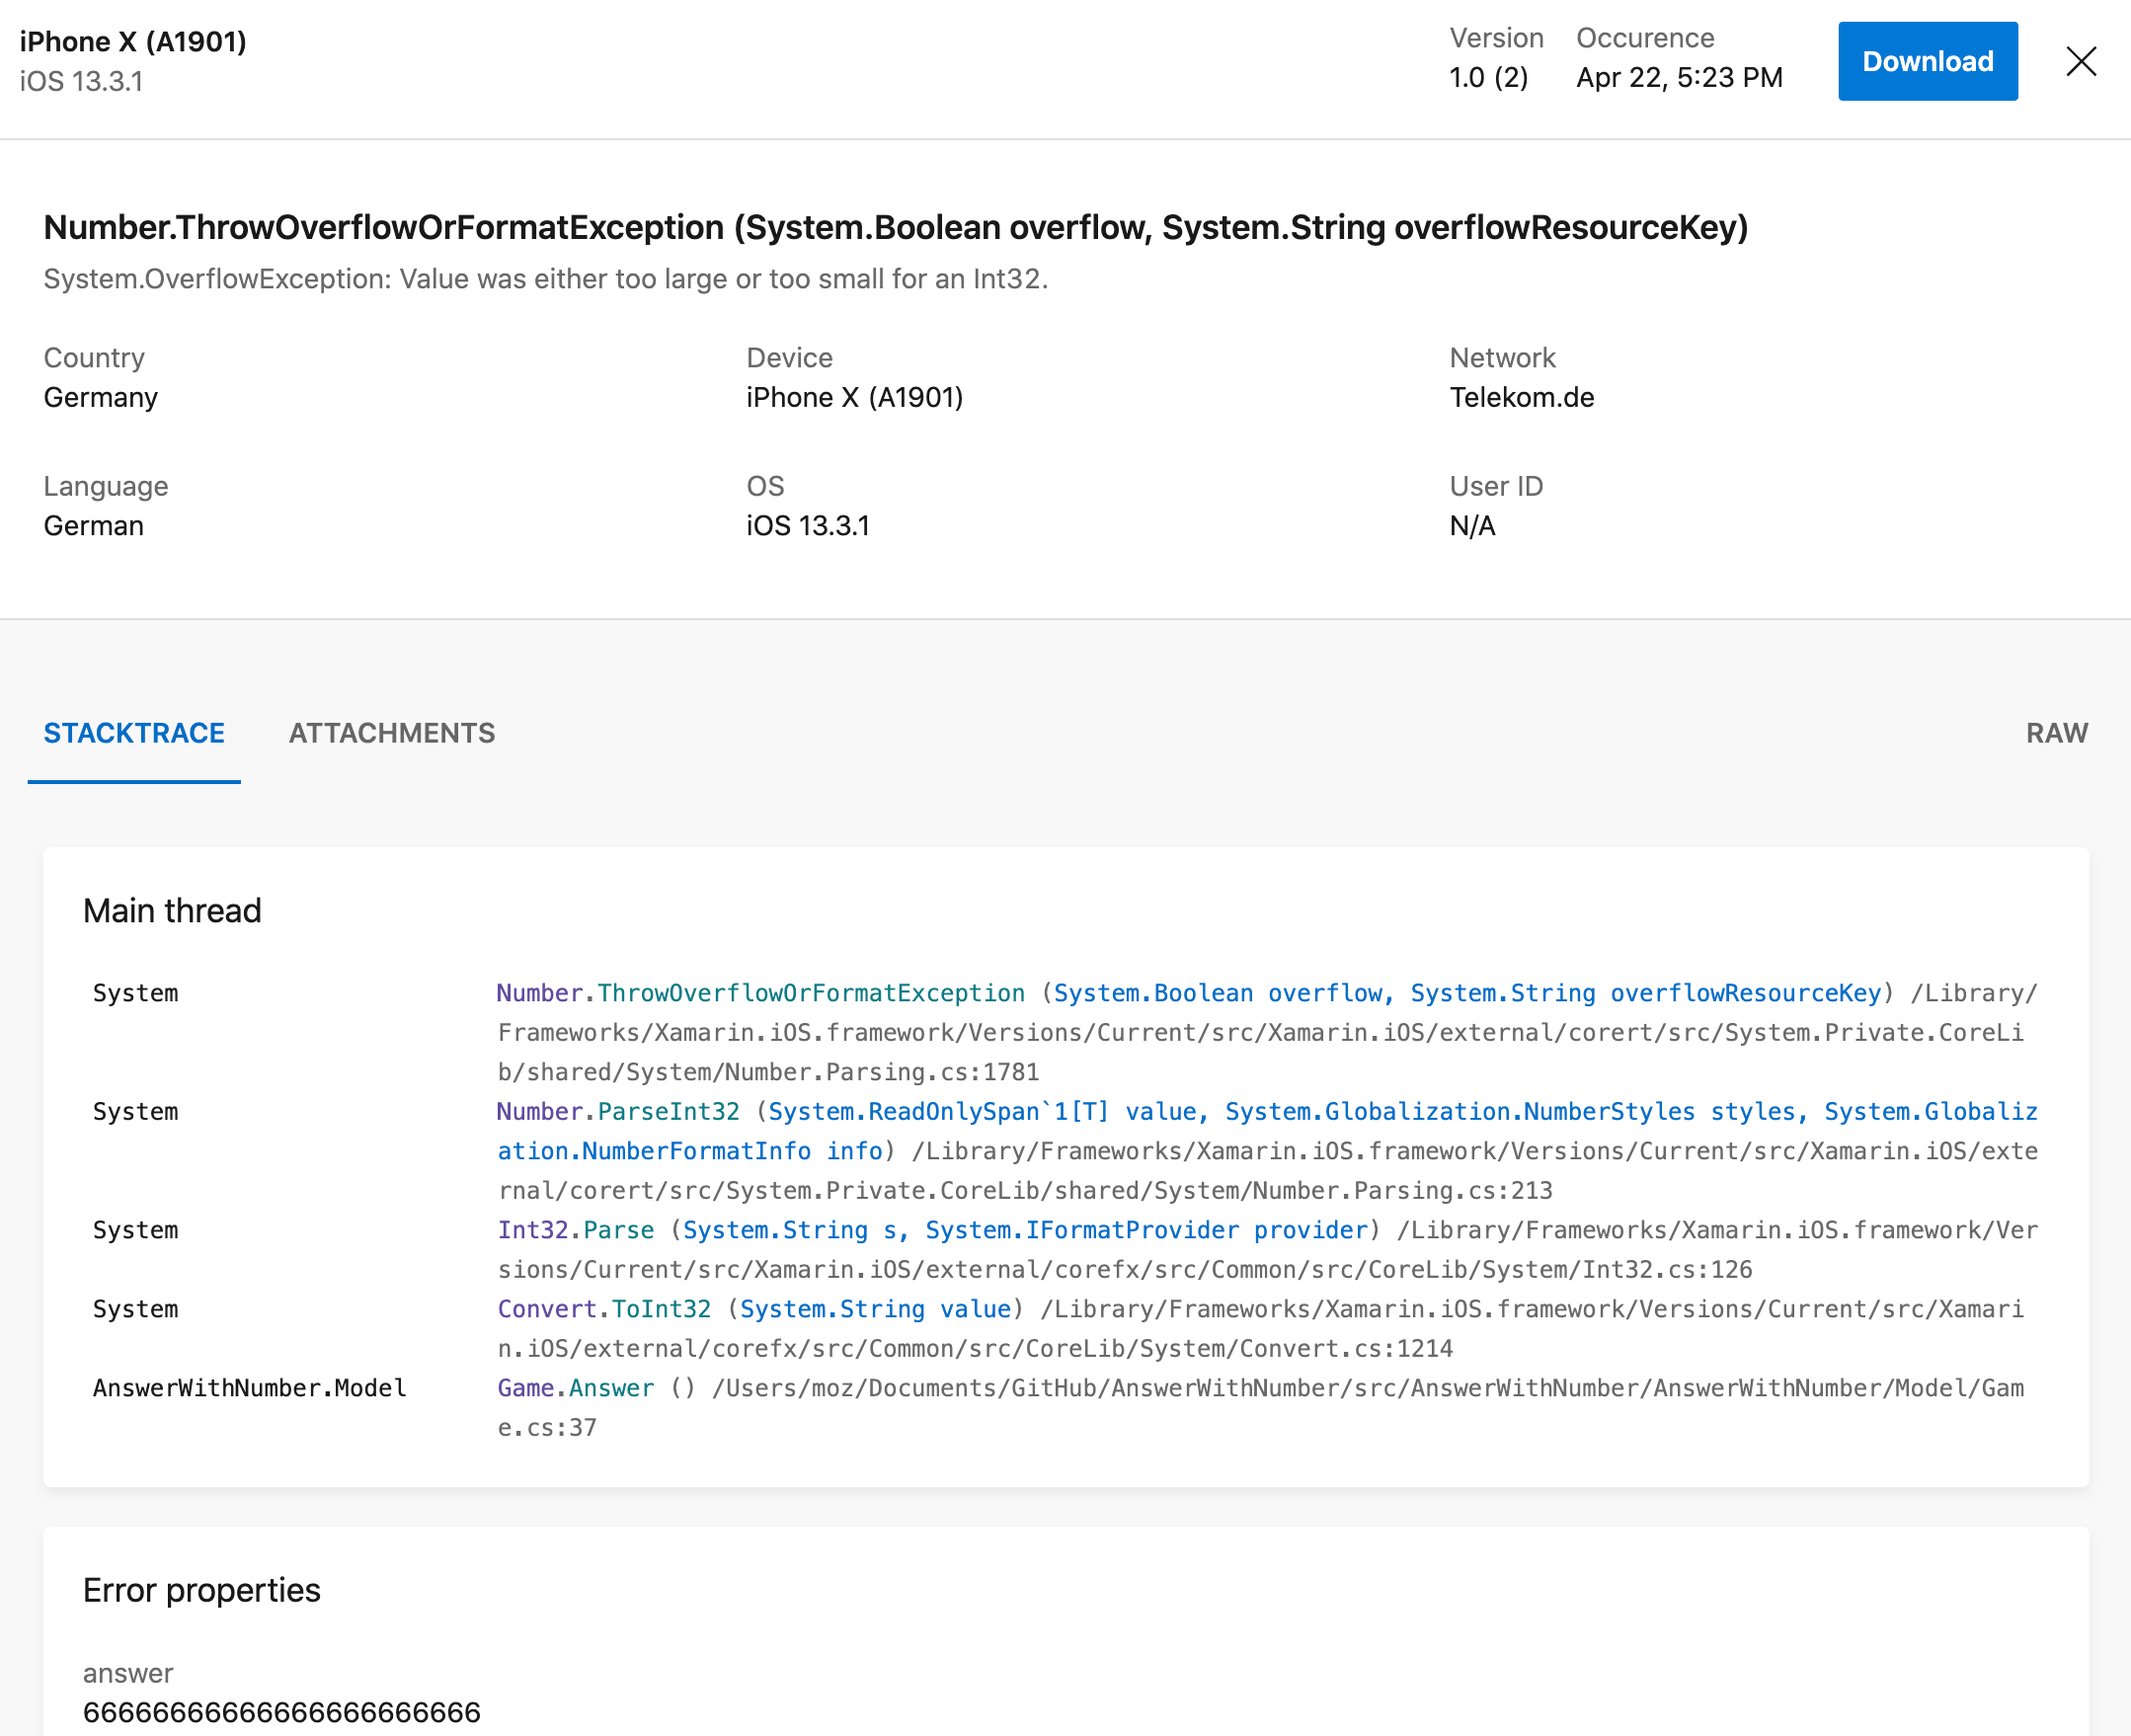 iPhone X (A1901)
iOS 13.3.1
Version
1.0 (2)
Occurence
Apr 22, 5:23 PM
Download
Number.ThrowOverflowOrFormatException (System.Boolean overflow, System.String overflowResourceKey)
System.OverflowException: Value was either too large or too small for an Int32.
Country
Germany
Device
iPhone X (A1901)
Network
Telekom.de
Language
German
OS
iOS 13.3.1
User ID
N/A
STACKTRACE
ATTACHMENTS
RAW
Main thread
System
Number.ThrowOverflowOrFormatException (System.Boolean overflow, System.String overflowResourceKey) /Library/
Frameworks/Xamarin.iOS.framework/Versions/Current/src/Xamarin.iOS/external/corert/src/System.Private.CoreLi
b/shared/System/Number.Parsing.cs:1781
System
Number.ParseInt32 (System.ReadOnlySpan`1[T] value, System.Globalization.NumberStyles styles, System.Globaliz
ation.NumberFormatInfo info) /Library/Frameworks/Xamarin.iOS.framework/Versions/Current/src/Xamarin.iOS/exte
rnal/corert/src/System.Private.CoreLib/shared/System/Number.Parsing.cs:213
System
Int32.Parse (System.String s, System.IFormatProvider provider) /Library/Frameworks/Xamarin.iOS.framework/Ver
sions/Current/src/Xamarin.iOS/external/corefx/src/Common/src/CoreLib/System/Int32.cs:126
System
Convert.ToInt32 (System.String value) /Library/Frameworks/Xamarin.iOS.framework/Versions/Current/src/Xamari
n.iOS/external/corefx/src/Common/src/CoreLib/System/Convert.cs:1214
AnswerWithNumber.Model
Game.Answer () /Users/moz/Documents/GitHub/AnswerWithNumber/src/AnswerWithNumber/AnswerWithNumber/Model/Gam
e.cs:37
Error properties
answer
66666666666666666666666